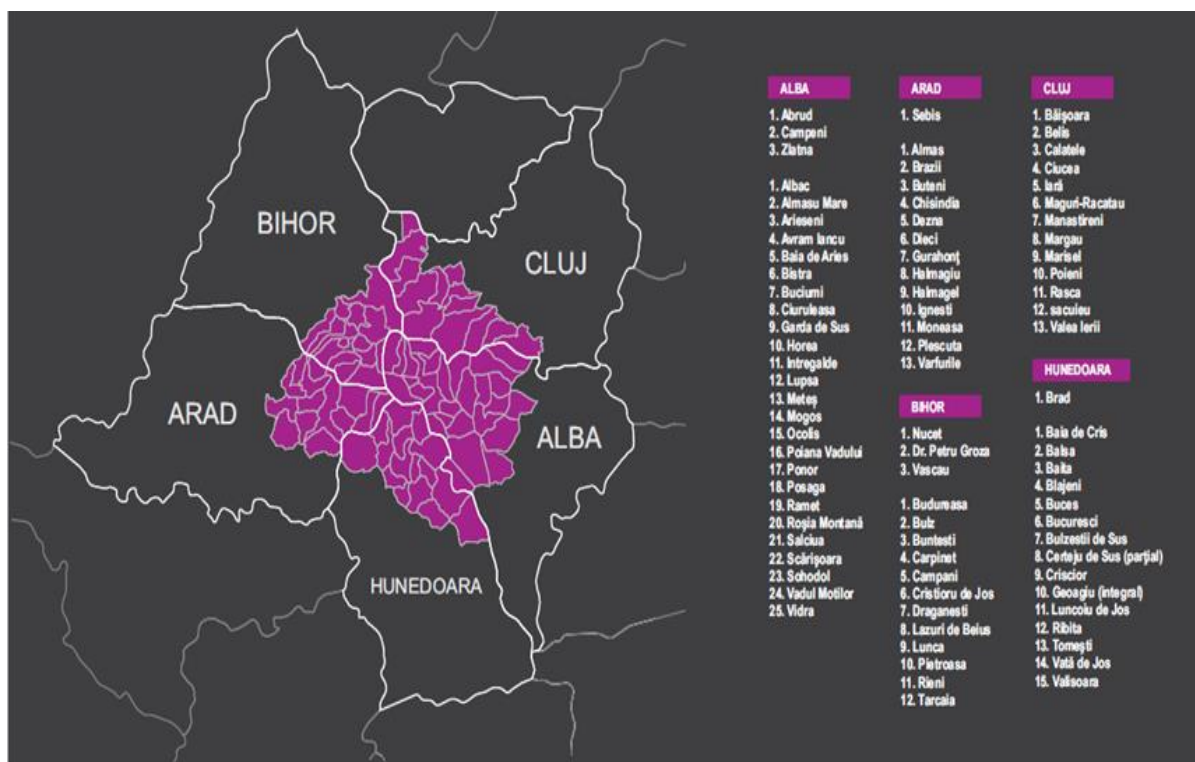 BIHOR
CLUJ
ARAD
ALBA
HUNEDOARA
ALBA
1. Abrud
2. Campeni
3. Zlatna
1. Albac
2. Almasu Mare
3. Arieseni
4. Avram Iancu
5. Baia de Aries
6. Bistra
7. Buciumi
8. Ciuruleasa
9. Garda de Sus
10. Horea
11. Intregalde
12. Lupsa
13. Meteş
14. Mogos
15. Ocolis
16. Poiana Vadului
17. Ponor
18. Posaga
19. Ramet
20. Roşia Montană
21. Salciua
22. Scărişoara
23. Sohodol
24. Vadul Motilor
25. Vidra
ARAD
1. Sebis
1. Almas
2. Brazii
3. Buteni
4. Chisindia
5. Dezna
6. Dieci
7. Gurahonţ
8. Halmagiu
9. Halmagel
10. Ignesti
11. Moneasa
12. Plescuta
13. Varfurile
BIHOR
1. Nucet
2. Dr. Petru Groza
3. Vascau
1. Budureasa
2. Bulz
3. Buntesti
4. Carpinet
5. Campani
6. Cristioru de Jos
7. Draganesti
8. Lazuri de Beius
9. Lunca
10. Pietroasa
11. Rieni
12. Tarcaia
CLUJ
1. Băişoara
2. Belis
3. Calatele
4. Ciucea
5. Iară
6. Maguri-Racatau
7. Manastireni
8. Margau
9. Marisel
10. Poieni
11. Rasca
12. sacuieu
13. Valea Ierii
HUNEDOARA
1. Brad
1. Baia de Cris
2. Balsa
3. Baita
4. Blajeni
5. Buces
6. Bucuresci
7. Bulzestii de Sus
8. Certeju de Sus (parţial)
9. Criscior
10. Geoagiu (integral)
11. Luncoiu de Jos
12. Ribita
13. Tomeşti
14. Vată de Jos
15. Valisoara